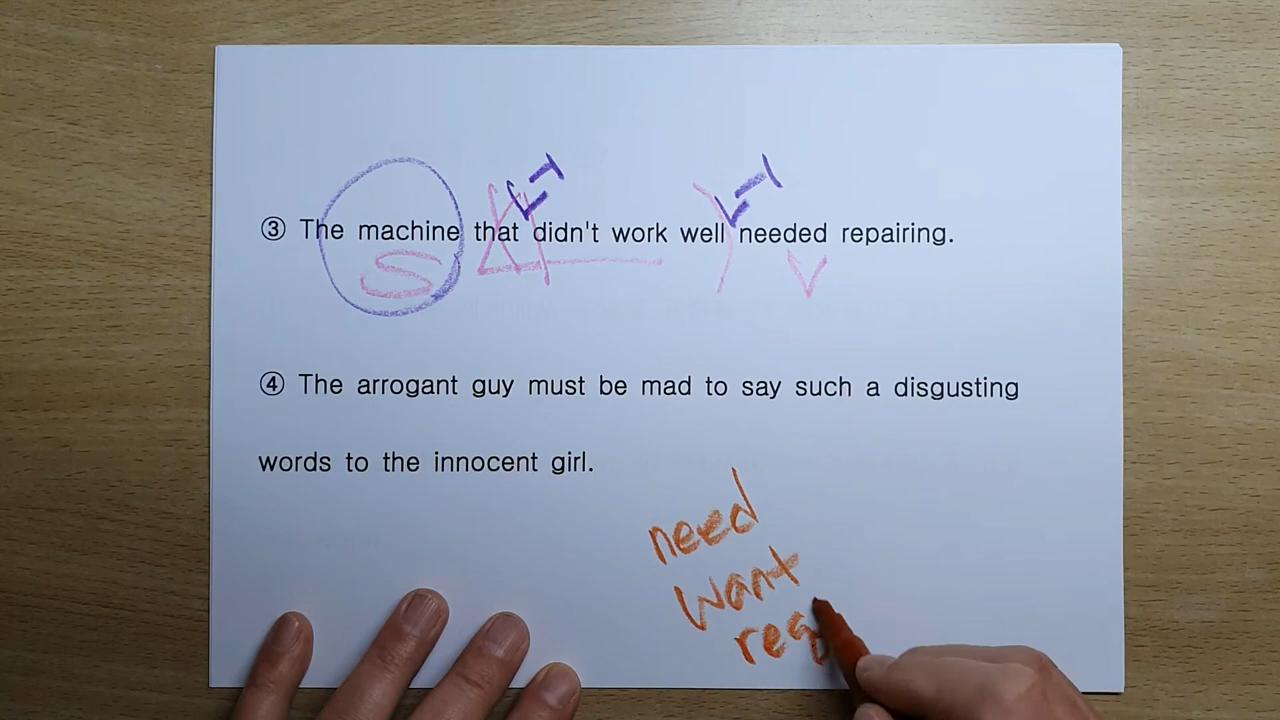 ③ The machine that didn't work well needed repairing.
S
V
④ The arrogant guy must be mad to say such a disgusting
words to the innocent girl.
need
want
req